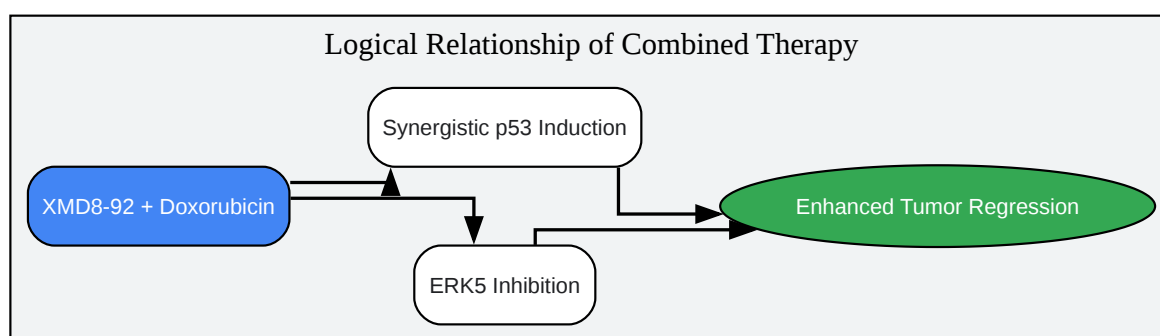 Logical Relationship of Combined Therapy
Synergistic p53 Induction
XMD8-92 + Doxorubicin
Enhanced Tumor Regression
ERK5 Inhibition